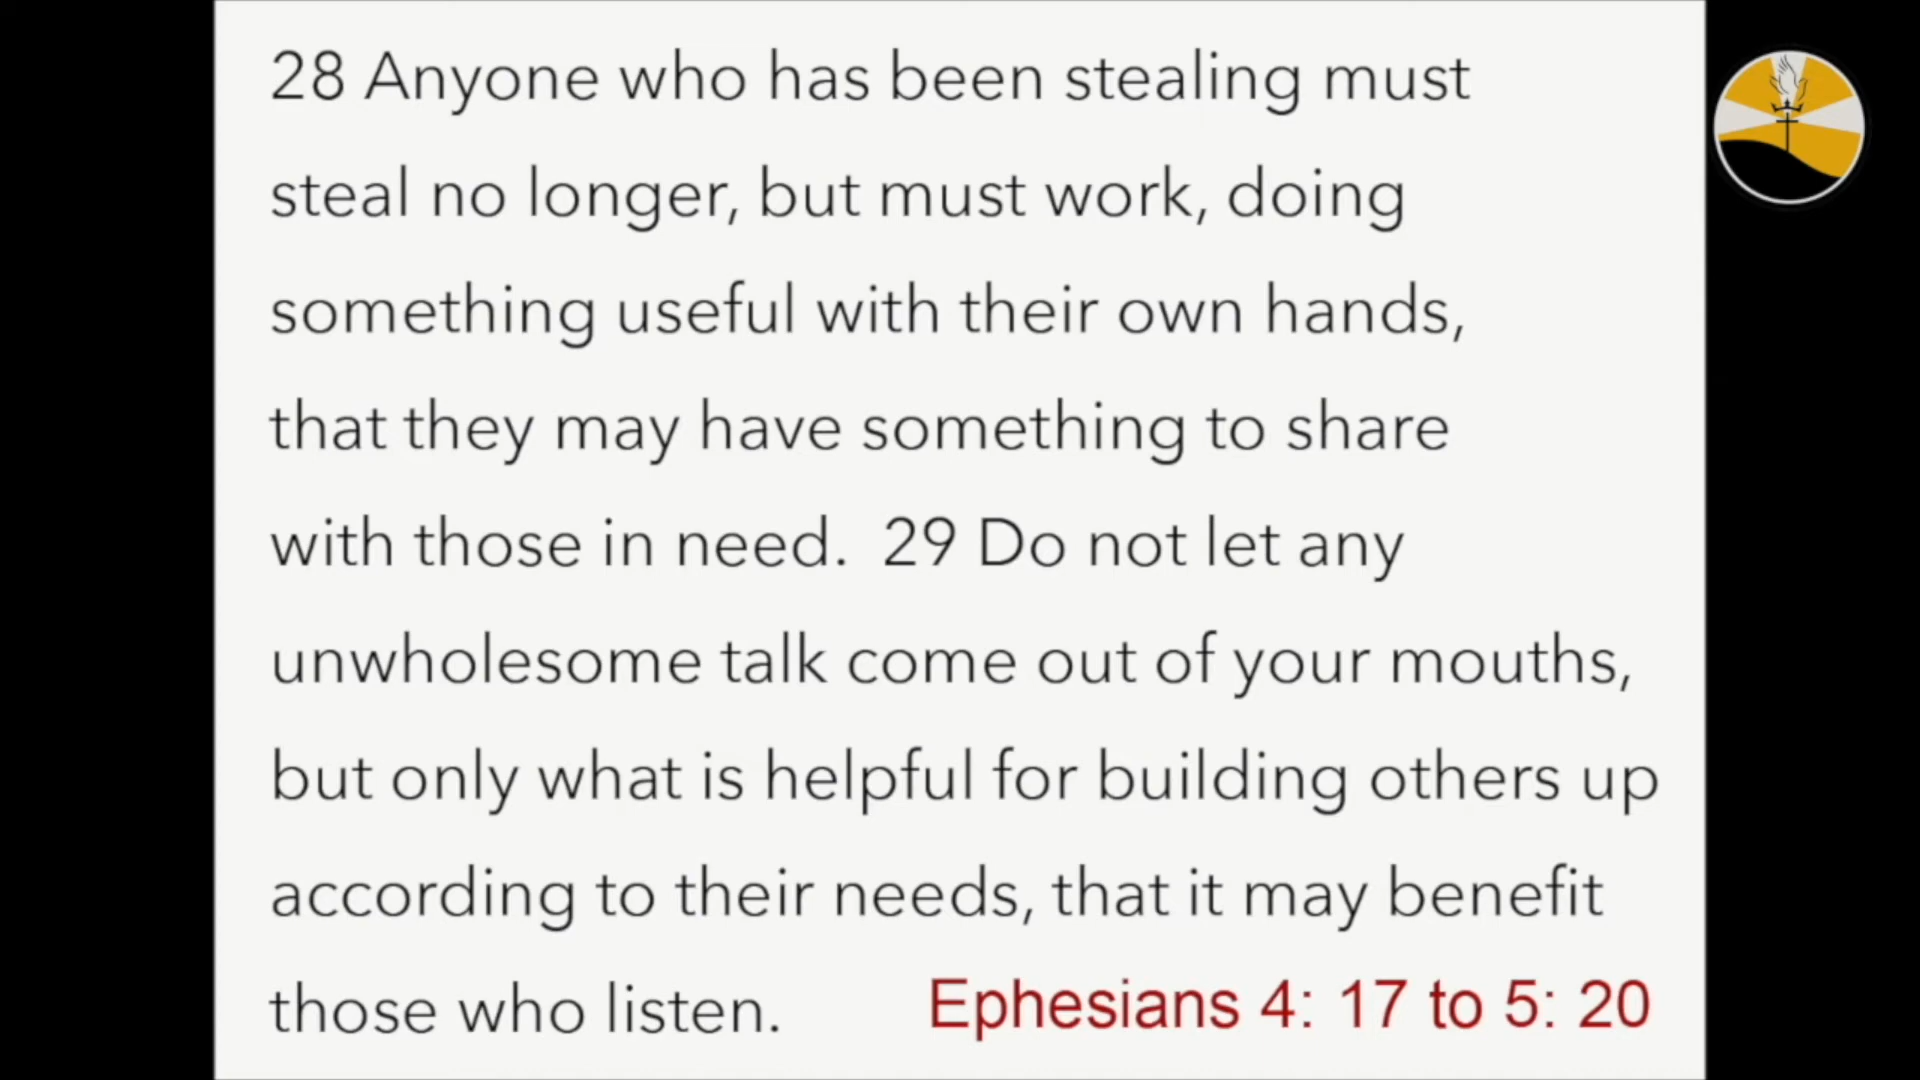 28 Anyone who has been stealing must
steal no longer, but must work, doing
something useful with their own hands,
that they may have something to share
with those in need.  29 Do not let any
unwholesome talk come out of your mouths,
but only what is helpful for building others up
according to their needs, that it may benefit
those who listen.
Ephesians 4: 17 to 5: 20